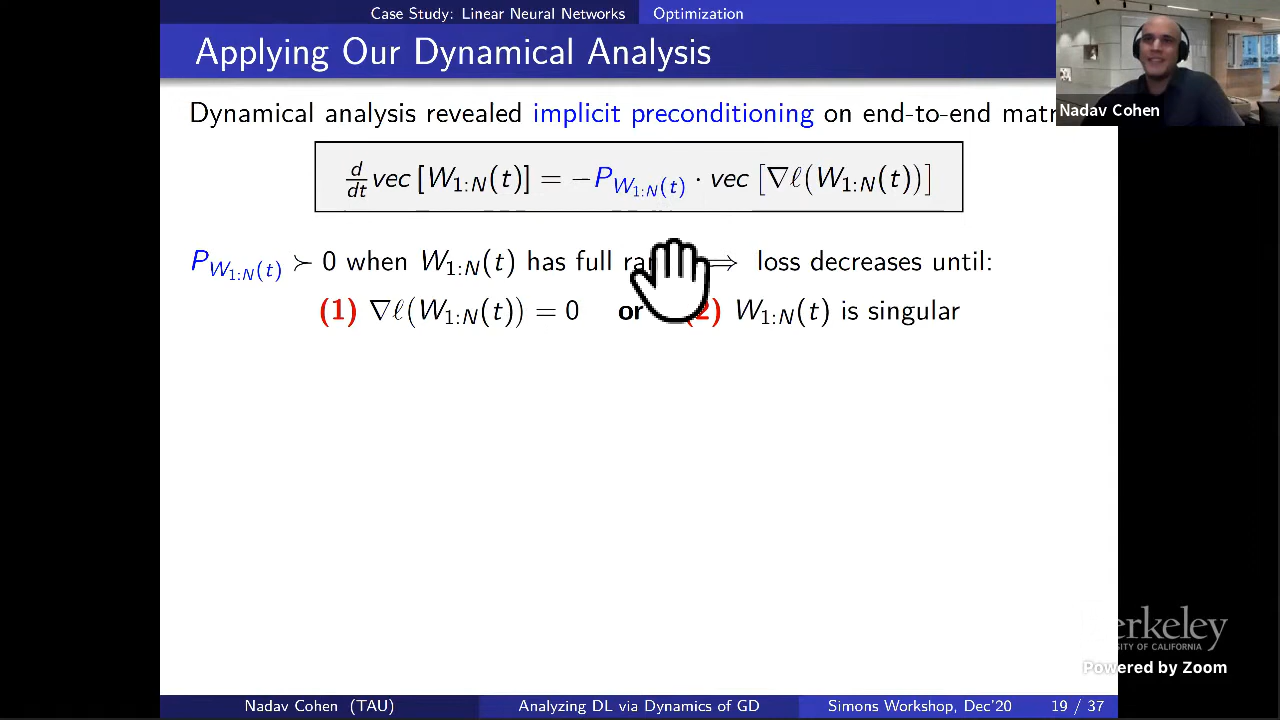 Case Study: Linear Neural Networks Optimization
Applying Our Dynamical Analysis
Nadav Cohen
Dynamical analysis revealed implicit preconditioning on end-to-end
d/dt vec [W_{1:N}(t)] = −P_{W_{1:N}(t)} · vec [∇ℓ(W_{1:N}(t))]
P_{W_{1:N}(t)} ≻ 0 when W_{1:N}(t) has full ⟹ loss decreases until:
(1) ∇ℓ(W_{1:N}(t)) = 0 or (2) W_{1:N}(t) is singular
UNIVERSITY OF CALIFORNIA
Powered by Zoom
Nadav Cohen (TAU) Analyzing DL via Dynamics of GD Simons Workshop, Dec'20 19 / 37